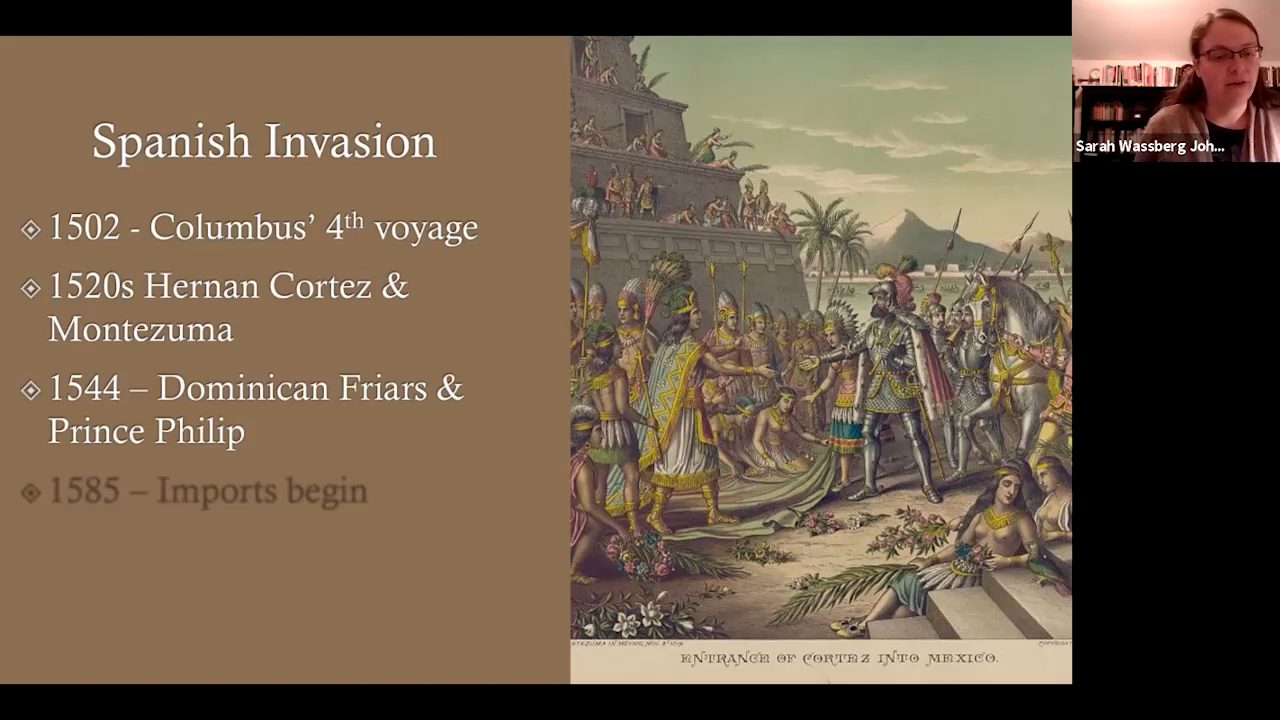 Spanish Invasion
1502 - Columbus’ 4th voyage
1520s Hernan Cortez &
Montezuma
1544 – Dominican Friars &
Prince Philip
1585 – Imports begin
ENTRANCE OF CORTEZ INTO MEXICO.
Sarah Wassberg Joh...